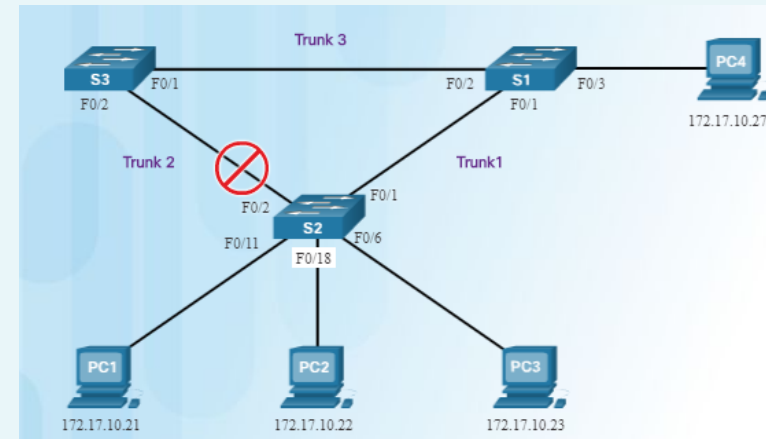 Trunk 3
S3
F0/1
F0/2
S1
F0/3
PC4
F0/2
F0/1
172.17.10.27
Trunk 2
Trunk1
F0/2
F0/1
S2
F0/11
F0/6
F0/18
PC1
PC2
PC3
172.17.10.21
172.17.10.22
172.17.10.23